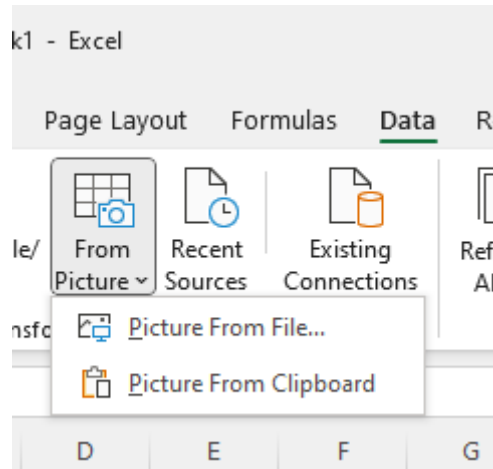 k1 - Excel
Page Layout Formulas Data R
le/ From Picture Recent Sources Existing Connections Ref
Al
nsfo
Picture From File...
Picture From Clipboard
D E F G